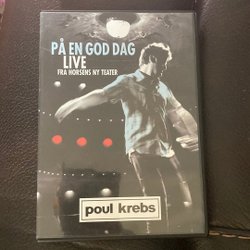 PÅ EN GOD DAG
LIVE
FRA HORSENS NY TEATER
poul krebs